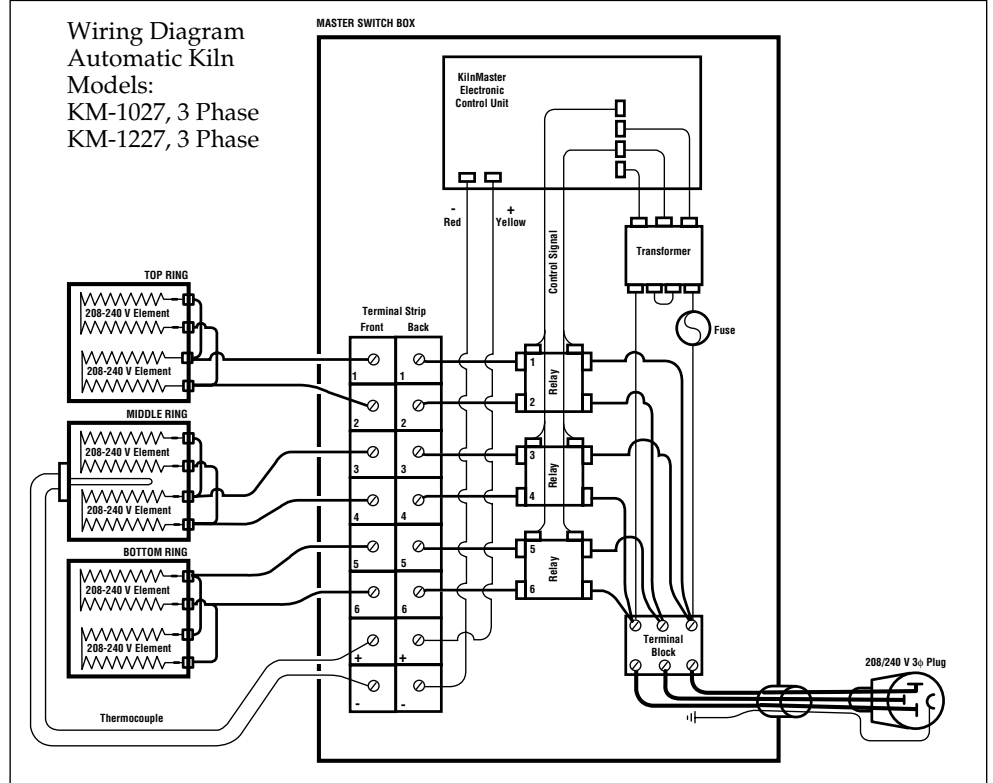 Wiring Diagram
Automatic Kiln
Models:
KM-1027, 3 Phase
KM-1227, 3 Phase
MASTER SWITCH BOX
KilnMaster
Electronic
Control Unit
- +
Red Yellow
Control Signal
Transformer
Fuse
TOP RING
208-240 V Element
208-240 V Element
MIDDLE RING
208-240 V Element
208-240 V Element
BOTTOM RING
208-240 V Element
208-240 V Element
Thermocouple
Terminal Strip
Front Back
1 1
2 2
3 3
4 4
5 5
6 6
+ +
- -
1
Relay
2
3
Relay
4
5
Relay
6
Terminal
Block
208/240 V 3ϕ Plug